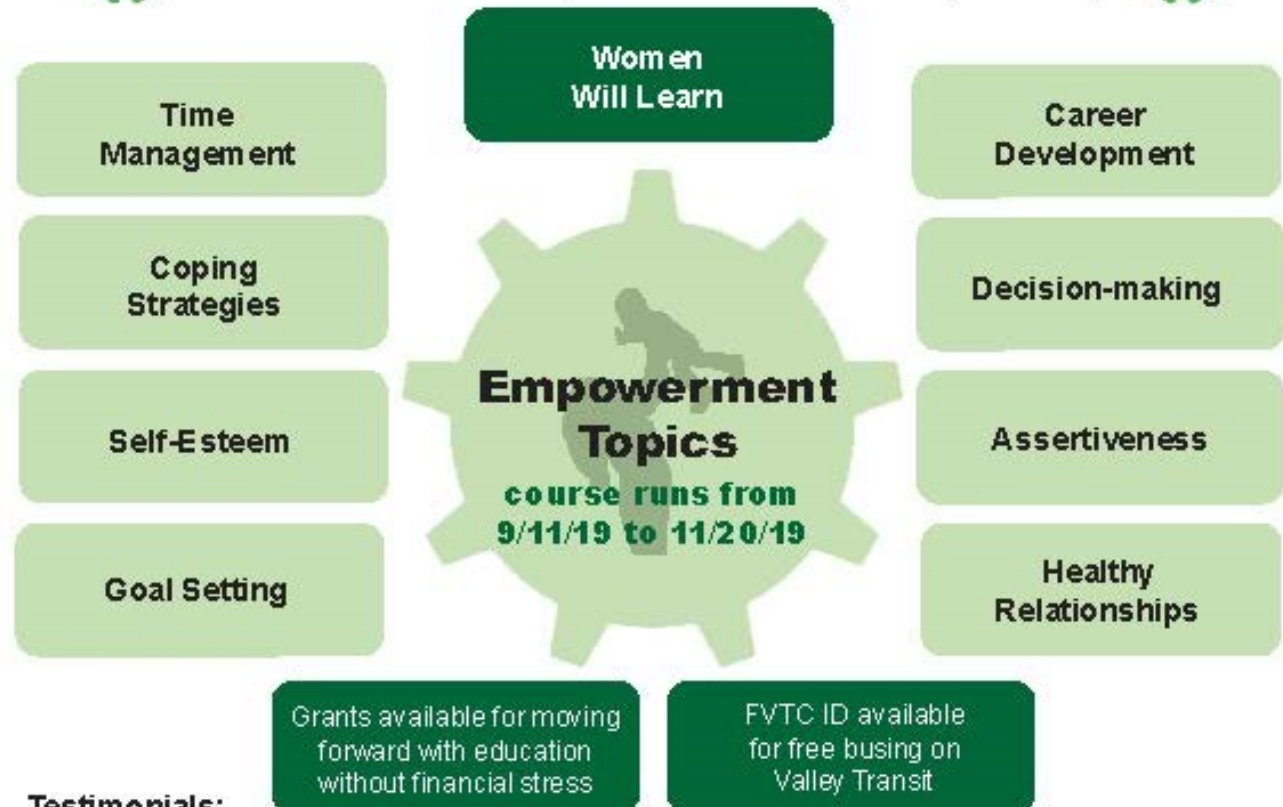 Women
Will Learn
Time
Management
Coping
Strategies
Self-Esteem
Goal Setting
Empowerment
Topics
course runs from
9/11/19 to 11/20/19
Career
Development
Decision-making
Assertiveness
Healthy
Relationships
Grants available for moving
forward with education
without financial stress
FVTC ID available
for free busing on
Valley Transit
Testimonials: